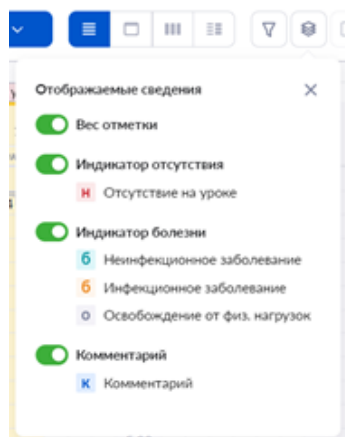 Отображаемые сведения
Вес отметки
Индикатор отсутствия
Н Отсутствие на уроке
Индикатор болезни
б Неинфекционное заболевание
б Инфекционное заболевание
о Освобождение от физ. нагрузок
Комментарий
К Комментарий